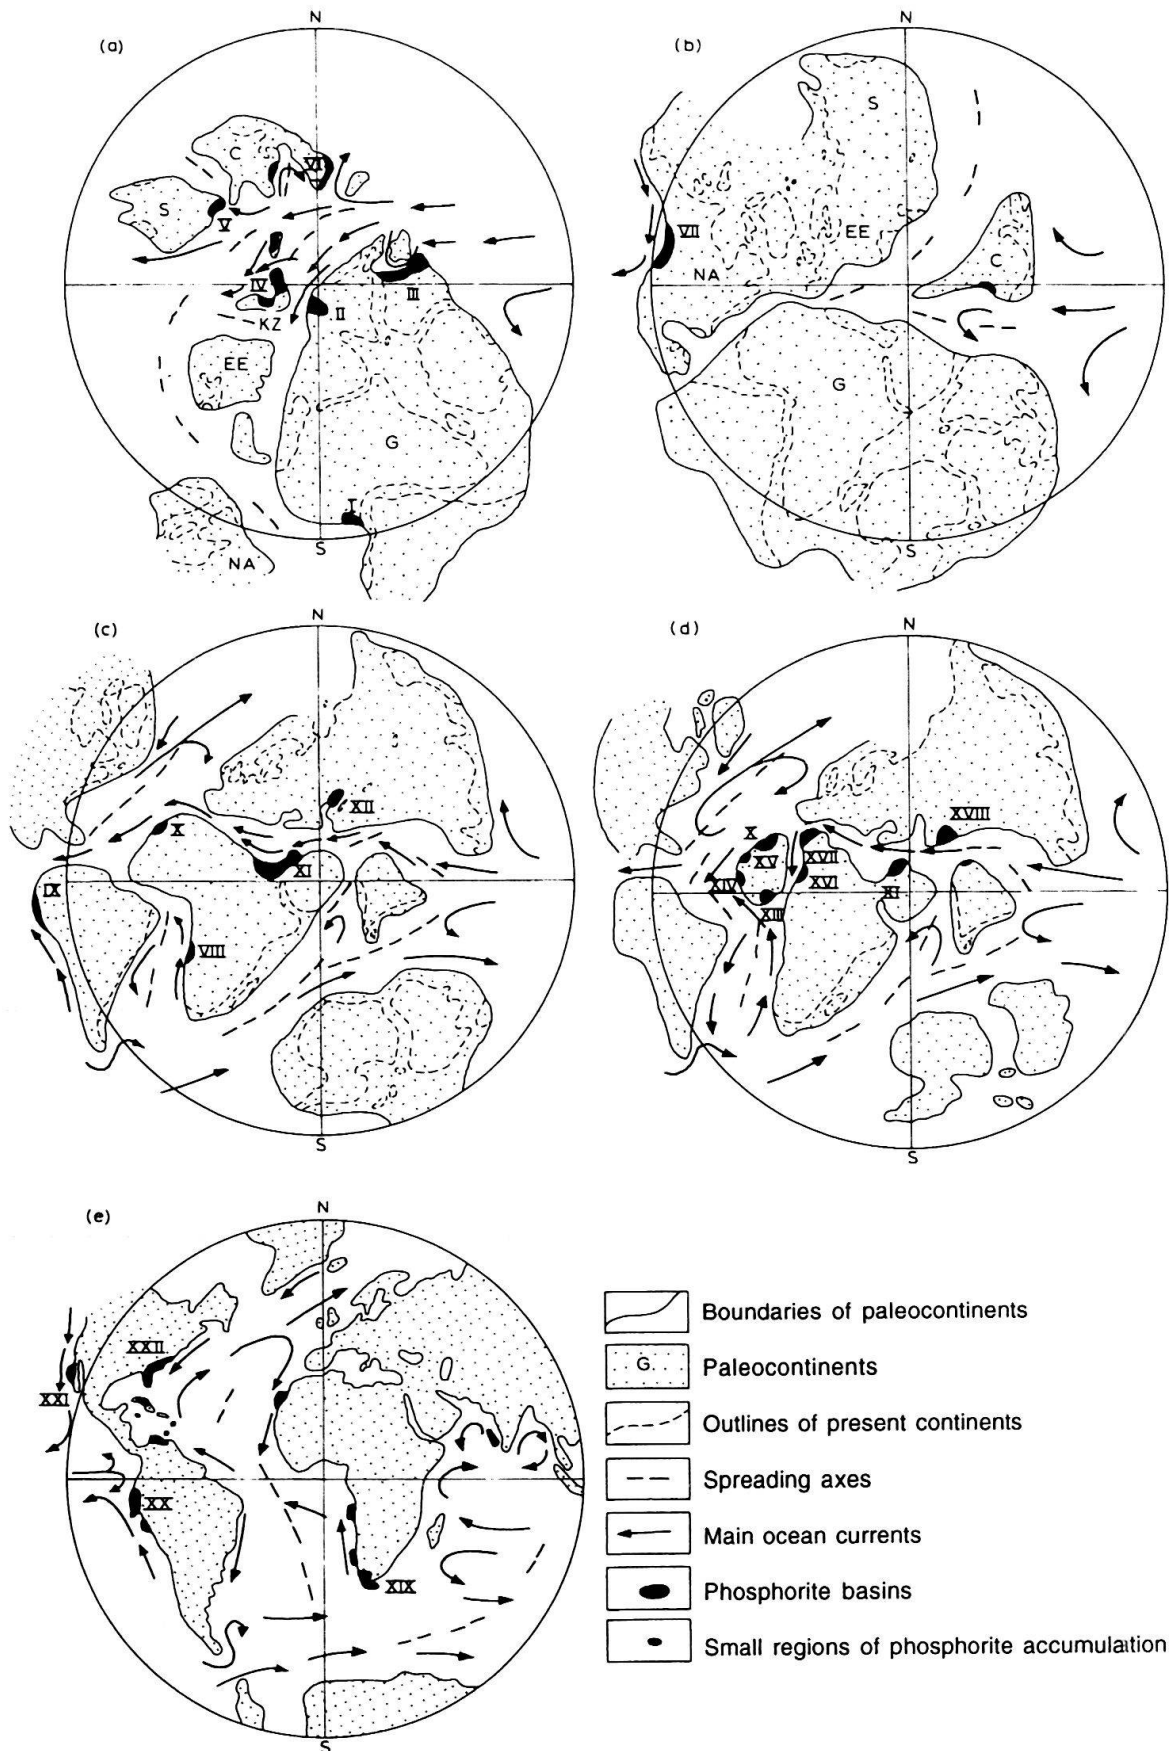 (a)
N
C
VI
S
V
IV
KZ
II
III
EE
G
I
NA
S
(b)
N
S
VII
EE
NA
C
G
S
(c)
N
XII
X
XI
IX
VIII
S
(d)
N
XVIII
X
XV
XVII
XIV
XVI
XI
XIII
S
(e)
N
XXII
XXI
XX
XIX
S
Boundaries of paleocontinents
G Paleocontinents
Outlines of present continents
Spreading axes
Main ocean currents
Phosphorite basins
Small regions of phosphorite accumulation